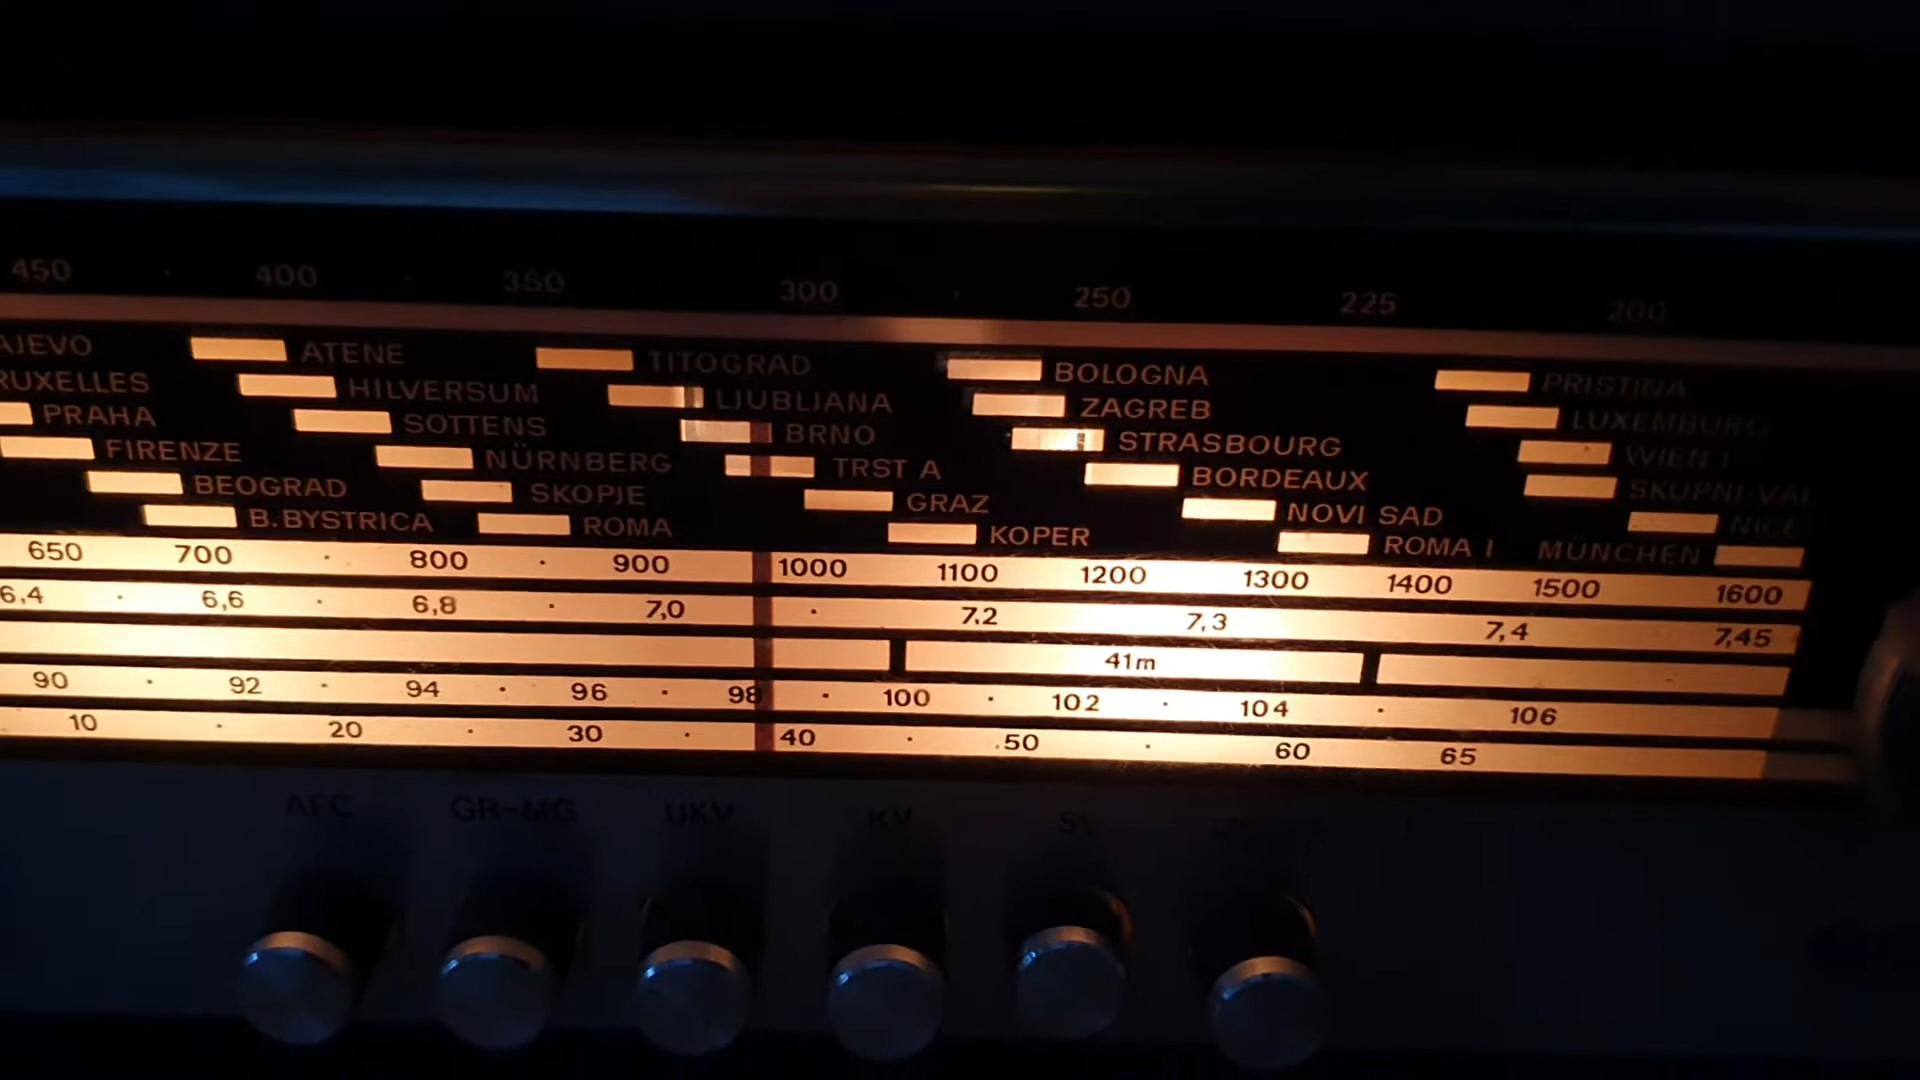 450 400 350 300 250 225 200
AJEVO ATENE TITOGRAD BOLOGNA PRISTINA
RUXELLES HILVERSUM LJUBLJANA ZAGREB LUXEMBURG
PRAHA SOTTENS BRNO STRASBOURG WIEN I
FIRENZE NÜRNBERG TRST A BORDEAUX SKUPNI VAL
BEOGRAD SKOPJE GRAZ NOVI SAD NICE
B.BYSTRICA ROMA KOPER ROMA I MÜNCHEN
650 700 · 800 · 900 1000 1100 1200 1300 1400 1500 1600
6,4 · 6,6 · 6,8 · 7,0 · 7,2 7,3 7,4 7,45
41m
90 · 92 · 94 · 96 · 98 · 100 · 102 · 104 · 106
10 · 20 · 30 · 40 · 50 · 60 65
AFC GR-MG UKV KV